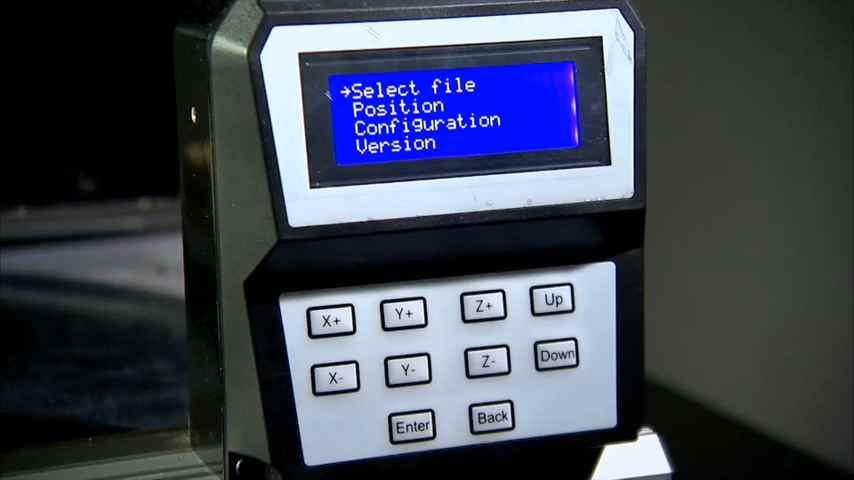 →Select file
Position
Configuration
Version
X+ Y+ Z+ Up
X- Y- Z- Down
Enter Back